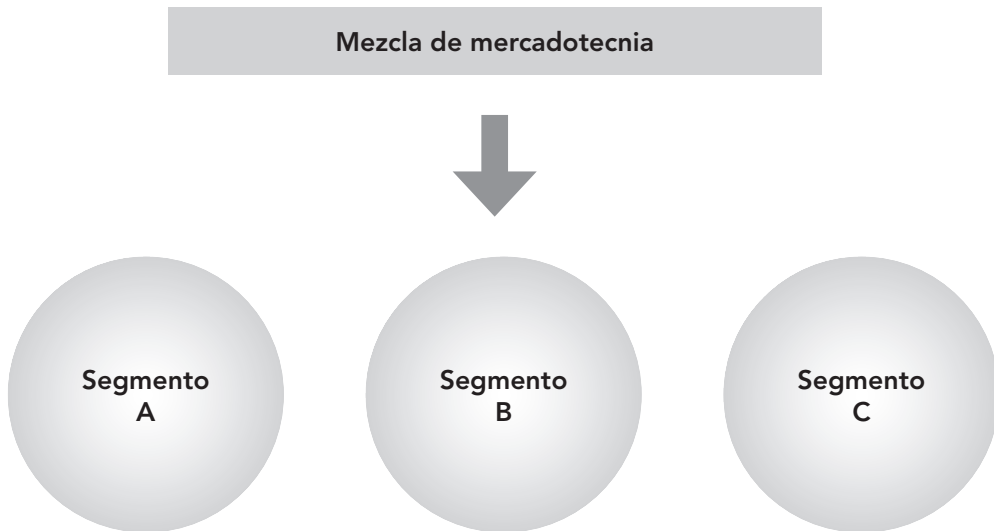 Mezcla de mercadotecnia
Segmento
A
Segmento
B
Segmento
C